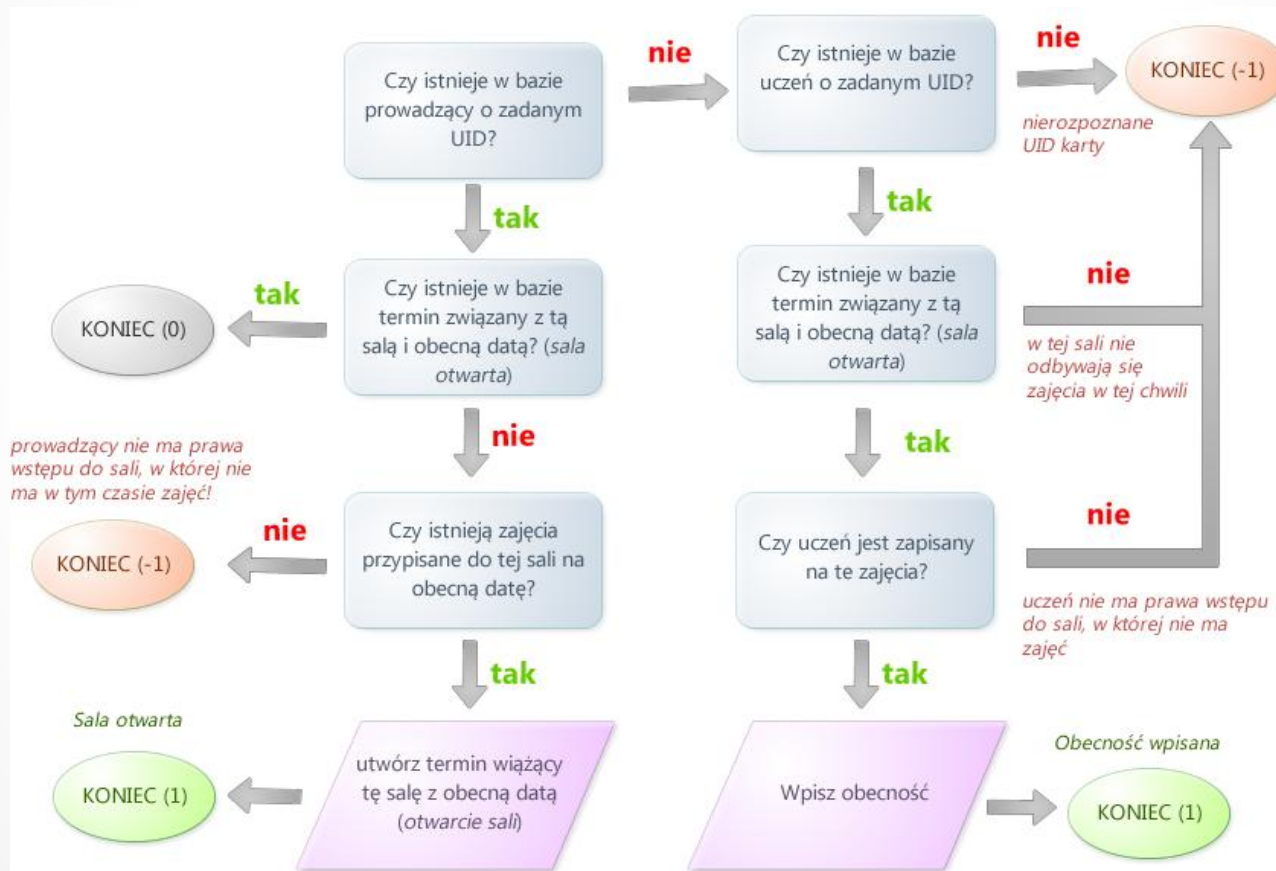 Czy istnieje w bazie
prowadzący o zadanym
UID?
nie
Czy istnieje w bazie
uczeń o zadanym UID?
nie
KONIEC (-1)
nierozpoznane
UID karty
tak
tak
Czy istnieje w bazie
termin związany z tą
salą i obecną datą? (sala
otwarta)
tak
KONIEC (0)
Czy istnieje w bazie
termin związany z tą
salą i obecną datą? (sala
otwarta)
nie
w tej sali nie
odbywają się
zajęcia w tej chwili
nie
tak
prowadzący nie ma prawa
wstępu do sali, w której nie
ma w tym czasie zajęć!
Czy istnieją zajęcia
przypisane do tej sali na
obecną datę?
nie
KONIEC (-1)
Czy uczeń jest zapisany
na te zajęcia?
nie
uczeń nie ma prawa wstępu
do sali, w której nie ma
zajęć
tak
tak
Sala otwarta
KONIEC (1)
utwórz termin wiążący
tę salę z obecną datą
(otwarcie sali)
Wpisz obecność
Obecność wpisana
KONIEC (1)